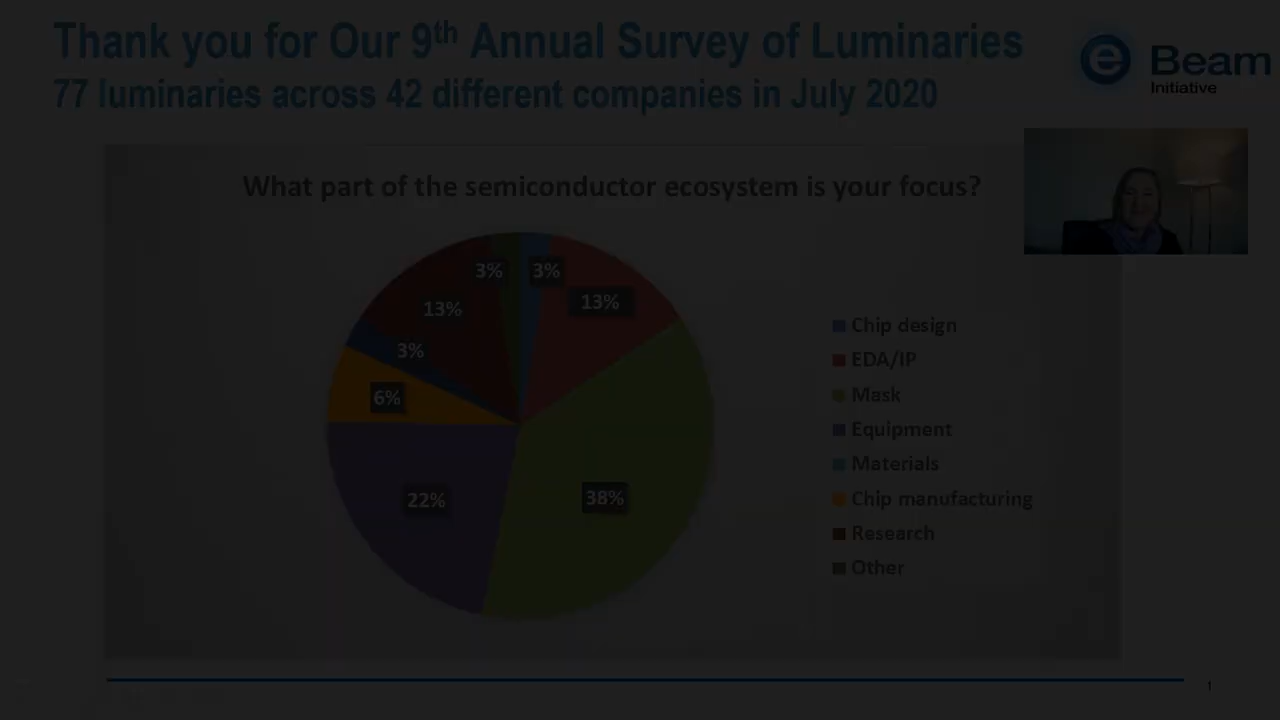 Thank you for Our 9th Annual Survey of Luminaries
77 luminaries across 42 different companies in July 2020
e Beam
Initiative
What part of the semiconductor ecosystem is your focus?
3%
3%
13%
13%
3%
6%
22%
38%
Chip design
EDA/IP
Mask
Equipment
Materials
Chip manufacturing
Research
Other
1